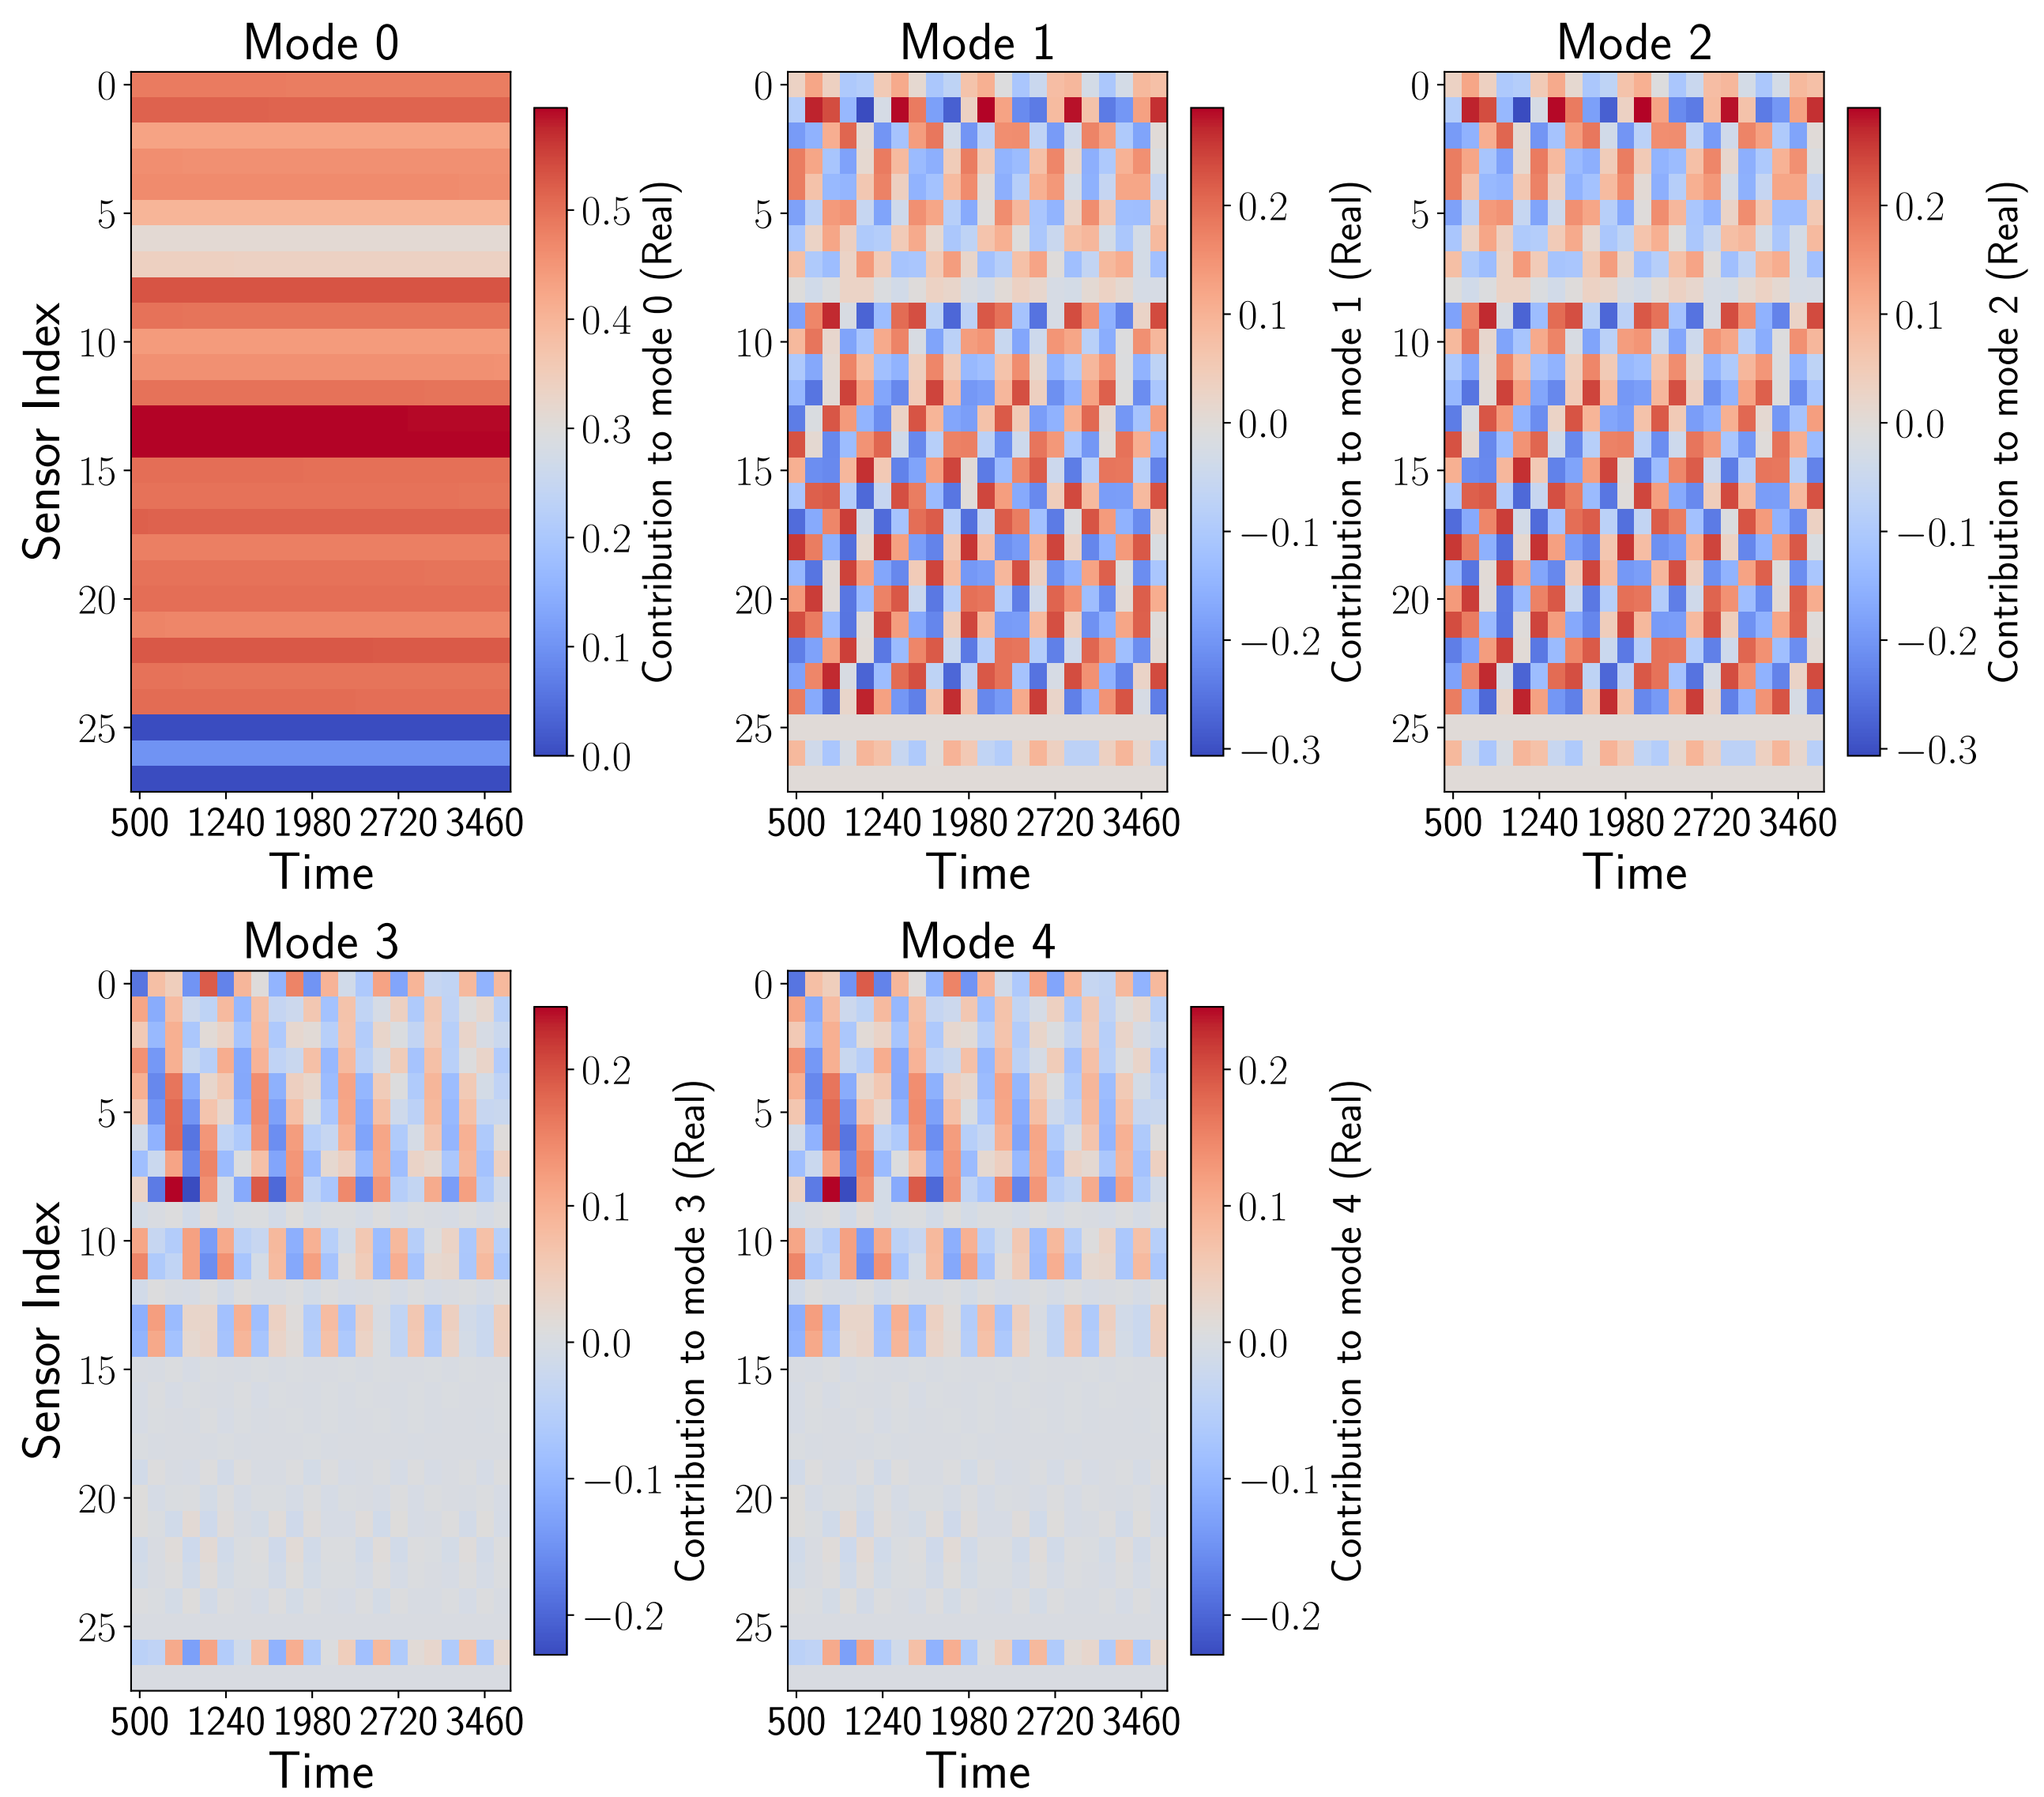 Mode 0
Mode 1
Mode 2
Sensor Index
0
5
10
15
20
25
500 1240 1980 2720 3460
Time
0.5
0.4
0.3
0.2
0.1
0.0
Contribution to mode 0 (Real)
0
5
10
15
20
25
500 1240 1980 2720 3460
Time
0.2
0.1
0.0
−0.1
−0.2
−0.3
Contribution to mode 1 (Real)
0
5
10
15
20
25
500 1240 1980 2720 3460
Time
0.2
0.1
0.0
−0.1
−0.2
−0.3
Contribution to mode 2 (Real)
Mode 3
Mode 4
Sensor Index
0
5
10
15
20
25
500 1240 1980 2720 3460
Time
0.2
0.1
0.0
−0.1
−0.2
Contribution to mode 3 (Real)
0
5
10
15
20
25
500 1240 1980 2720 3460
Time
0.2
0.1
0.0
−0.1
−0.2
Contribution to mode 4 (Real)